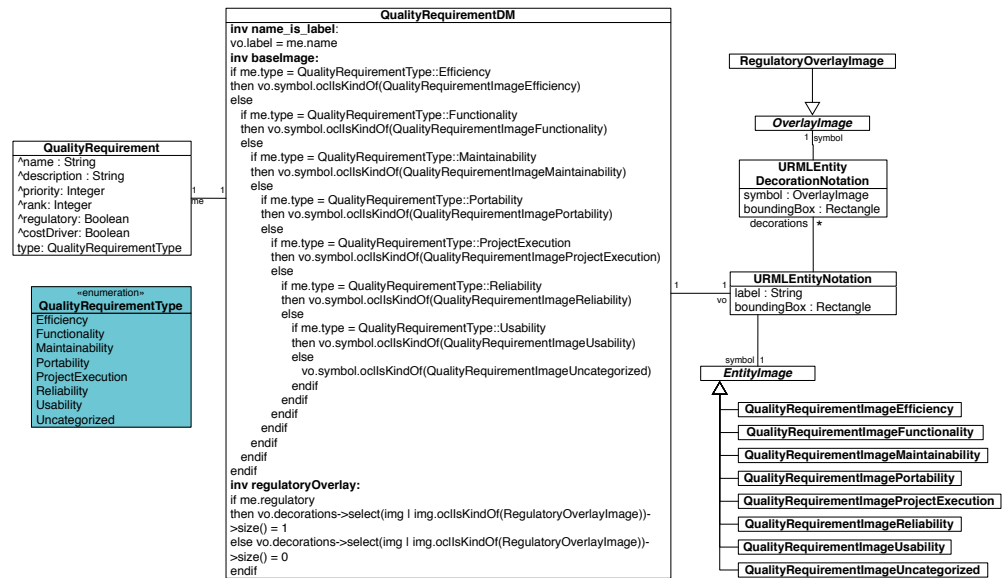 QualityRequirement
^name : String
^description : String
^priority: Integer
^rank: Integer
^regulatory: Boolean
^costDriver: Boolean
type: QualityRequirementType
1
me
1
«enumeration»
QualityRequirementType
Efficiency
Functionality
Maintainability
Portability
ProjectExecution
Reliability
Usability
Uncategorized
QualityRequirementDM
inv name_is_label:
vo.label = me.name
inv baseImage:
if me.type = QualityRequirementType::Efficiency
then vo.symbol.oclIsKindOf(QualityRequirementImageEfficiency)
else
if me.type = QualityRequirementType::Functionality
then vo.symbol.oclIsKindOf(QualityRequirementImageFunctionality)
else
if me.type = QualityRequirementType::Maintainability
then vo.symbol.oclIsKindOf(QualityRequirementImageMaintainability)
else
if me.type = QualityRequirementType::Portability
then vo.symbol.oclIsKindOf(QualityRequirementImagePortability)
else
if me.type = QualityRequirementType::ProjectExecution
then vo.symbol.oclIsKindOf(QualityRequirementImageProjectExecution)
else
if me.type = QualityRequirementType::Reliability
then vo.symbol.oclIsKindOf(QualityRequirementImageReliability)
else
if me.type = QualityRequirementType::Usability
then vo.symbol.oclIsKindOf(QualityRequirementImageUsability)
else
vo.symbol.oclIsKindOf(QualityRequirementImageUncategorized)
endif
endif
endif
endif
endif
endif
endif
inv regulatoryOverlay:
if me.regulatory
then vo.decorations->select(img | img.oclIsKindOf(RegulatoryOverlayImage))-
>size() = 1
else vo.decorations->select(img | img.oclIsKindOf(RegulatoryOverlayImage))-
>size() = 0
endif
1
1
vo
RegulatoryOverlayImage
OverlayImage
1 symbol
URMLEntity
DecorationNotation
symbol : OverlayImage
boundingBox : Rectangle
decorations *
URMLEntityNotation
label : String
boundingBox : Rectangle
symbol 1
EntityImage
QualityRequirementImageEfficiency
QualityRequirementImageFunctionality
QualityRequirementImageMaintainability
QualityRequirementImagePortability
QualityRequirementImageProjectExecution
QualityRequirementImageReliability
QualityRequirementImageUsability
QualityRequirementImageUncategorized